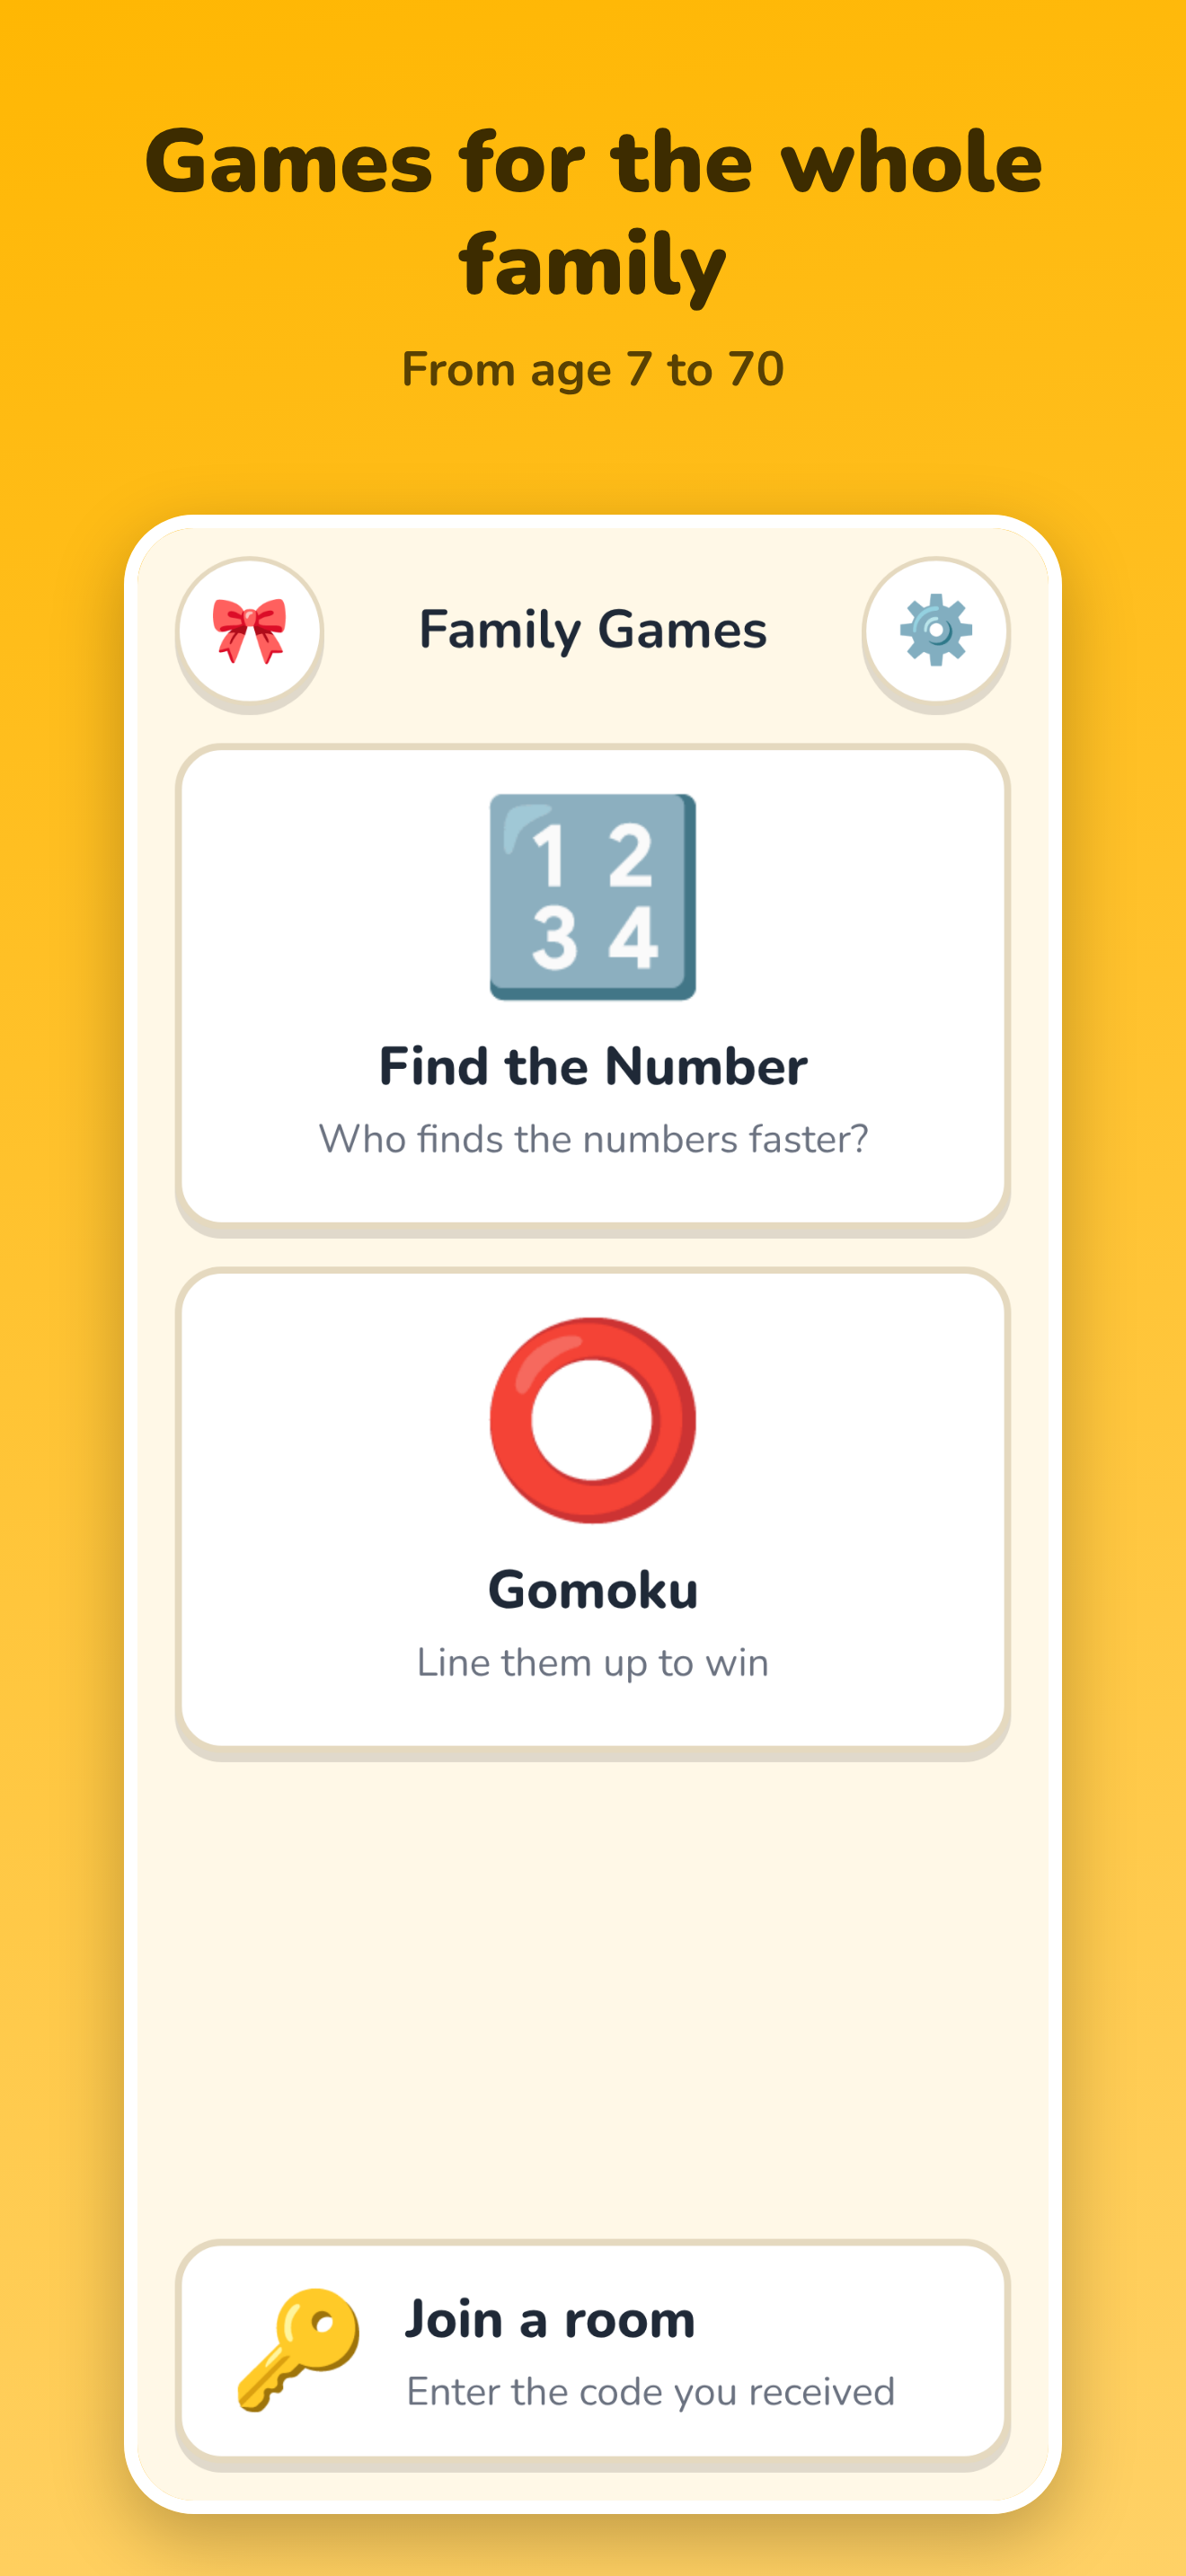 Games for the whole
family
From age 7 to 70
Family Games
1 2
3 4
Find the Number
Who finds the numbers faster?
Gomoku
Line them up to win
Join a room
Enter the code you received